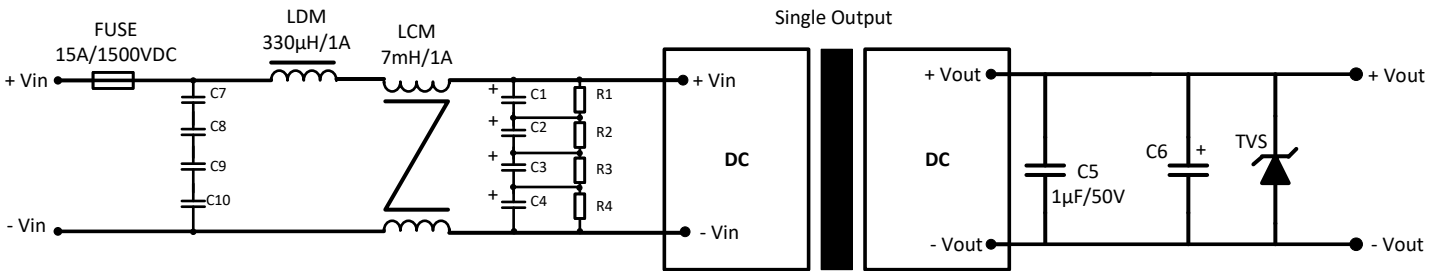 Single Output
FUSE
15A/1500VDC
LDM
330µH/1A
LCM
7mH/1A
+ Vin
- Vin
C7
C8
C9
C10
+ C1
+ C2
+ C3
+ C4
R1
R2
R3
R4
+ Vin
DC
- Vin
+ Vout
DC
- Vout
C5
1µF/50V
C6 +
TVS
+ Vout
- Vout